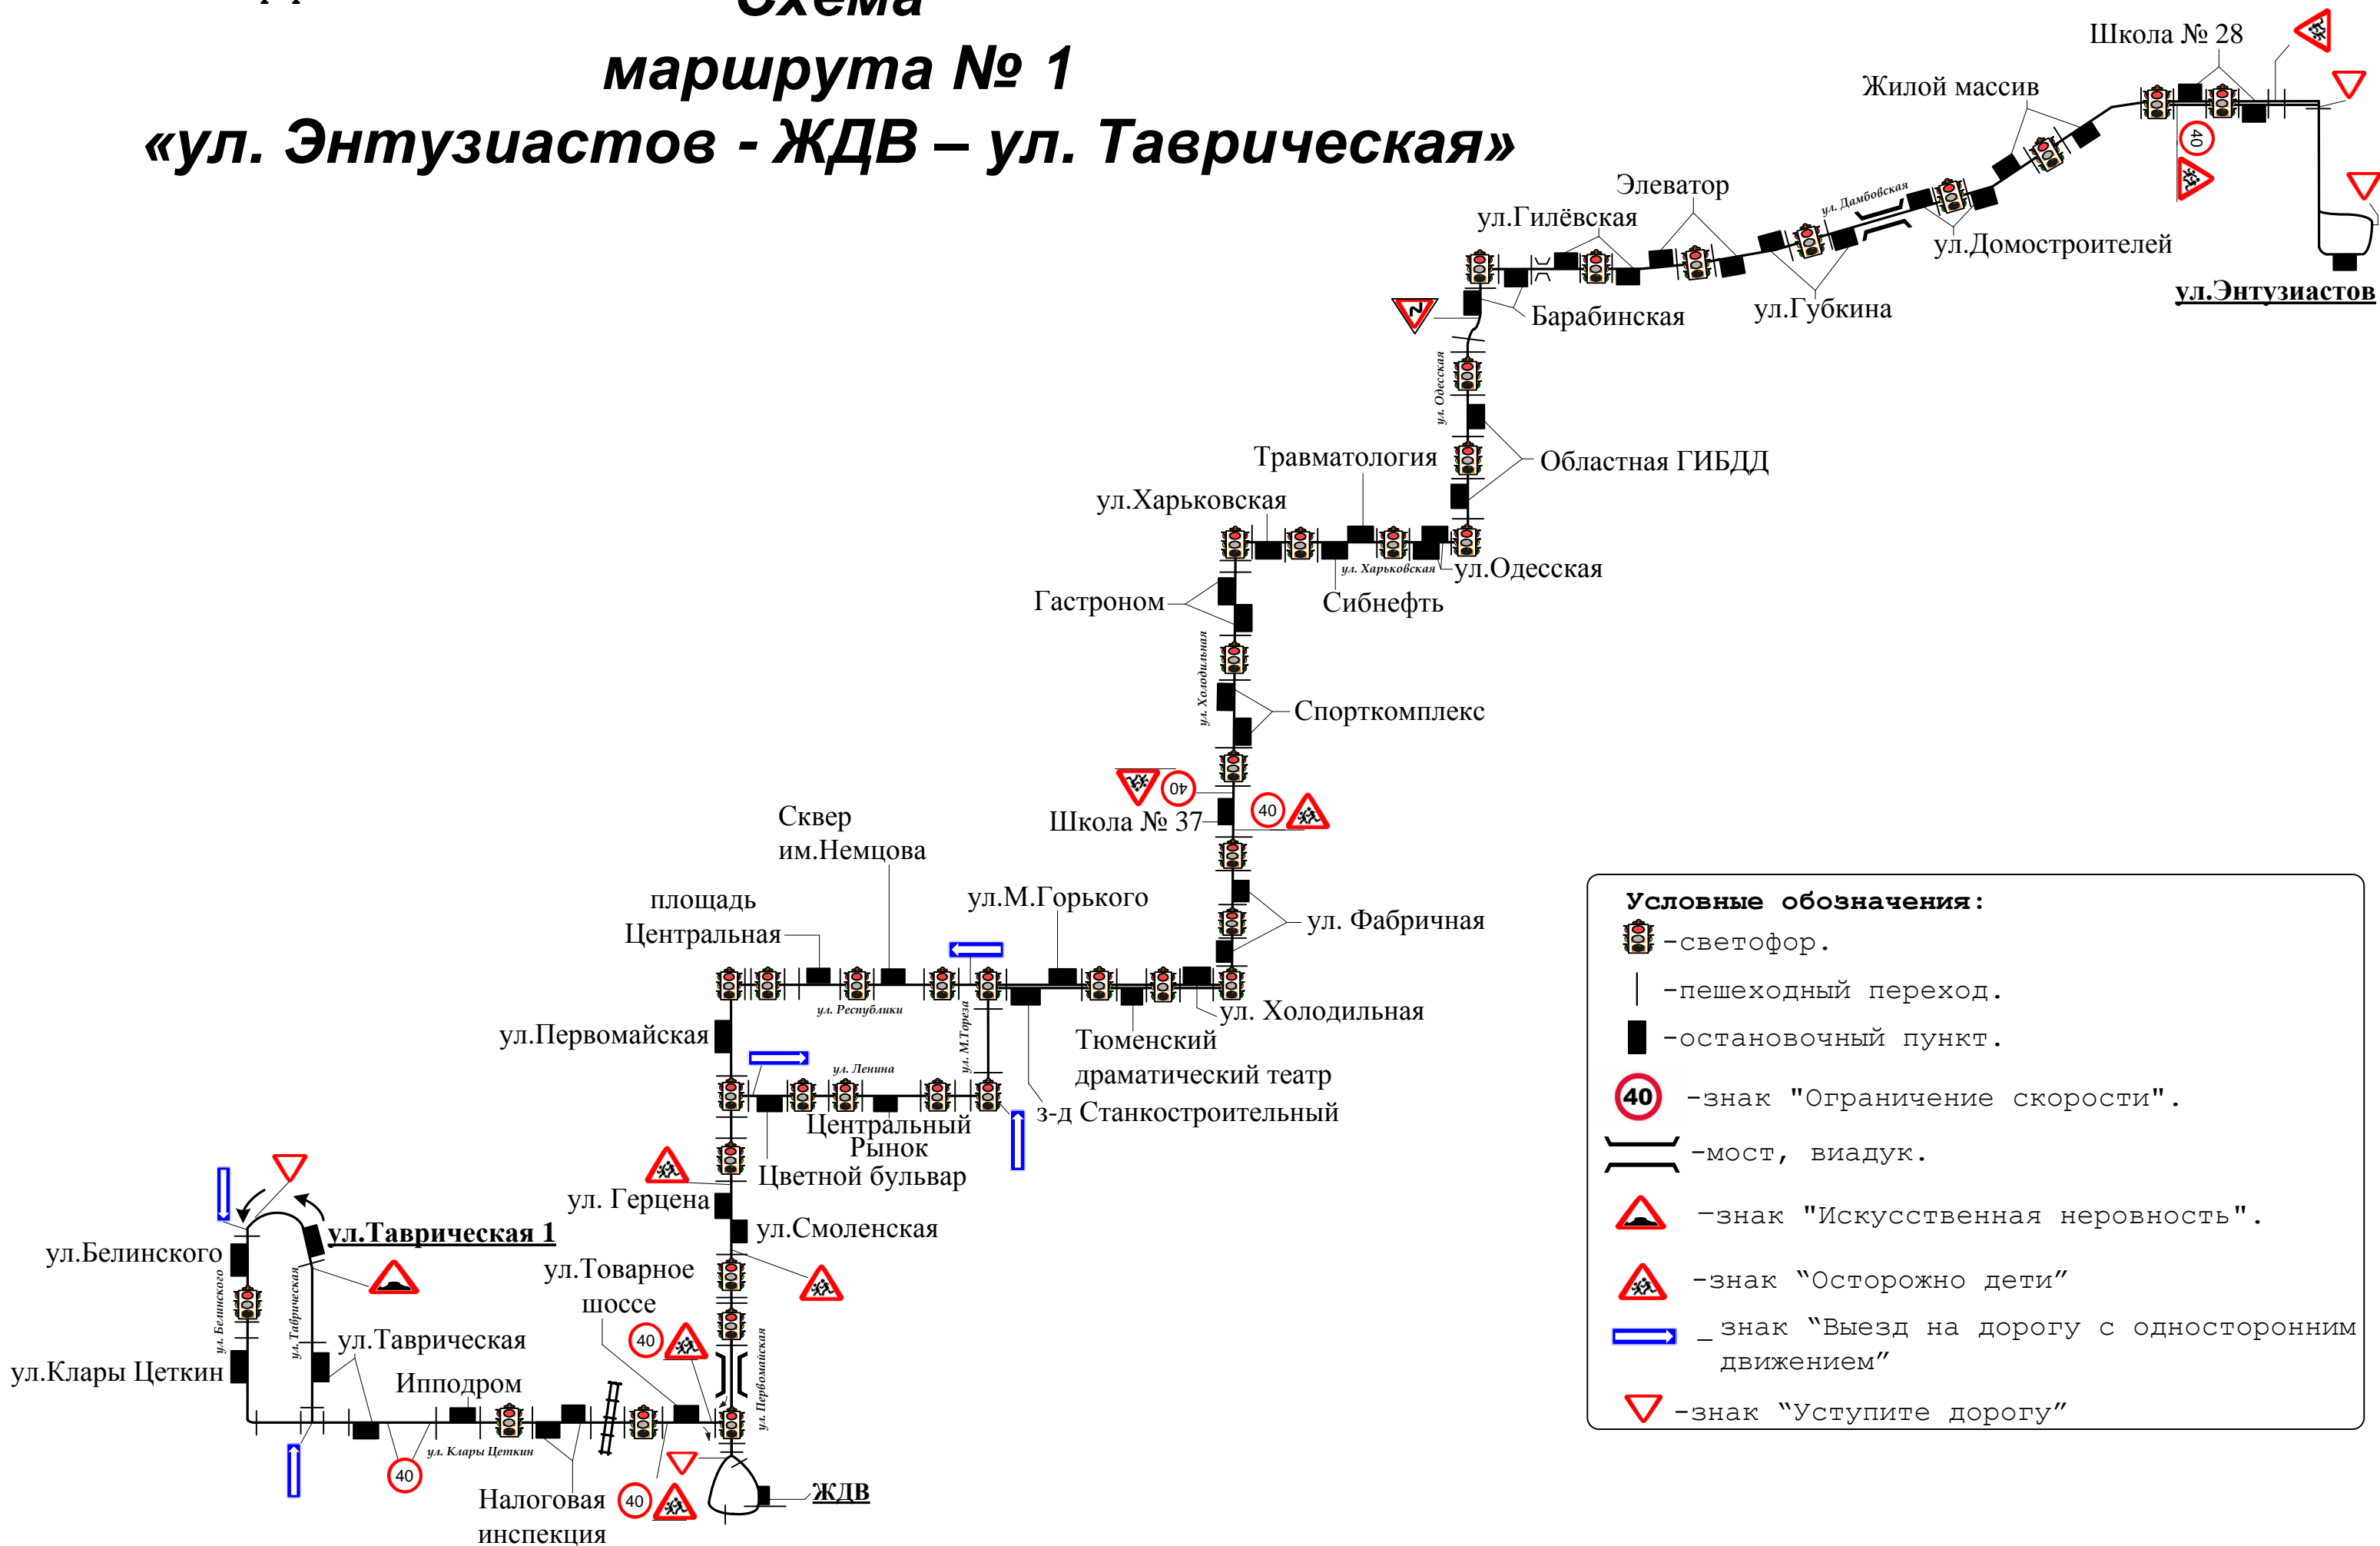 Схема
маршрута № 1
«ул. Энтузиастов - ЖДВ – ул. Таврическая»
Школа № 28
Жилой массив
40
Элеватор
ул. Дамбовская
ул.Гилёвская
ул.Домостроителей
ул.Энтузиастов
Барабинская
ул.Губкина
ул. Одесская
Травматология
Областная ГИБДД
ул.Харьковская
ул. Харьковская
ул.Одесская
Гастроном
Сибнефть
ул. Холодильная
Спорткомплекс
40
40
Школа № 37
Сквер
им.Немцова
площадь
Центральная
ул.М.Горького
ул. Фабричная
ул. Республики
ул. М.Тореза
ул. Холодильная
ул.Первомайская
Тюменский
драматический театр
ул. Ленина
з-д Станкостроительный
Центральный
Рынок
Цветной бульвар
ул. Герцена
ул.Смоленская
ул.Таврическая 1
ул.Белинского
ул. Белинского
ул.Таврическая
ул.Товарное
шоссе
40
ул.Таврическая
ул.Клары Цеткин
Ипподром
ул. Первомайская
ул. Клары Цеткин
40
Налоговая
инспекция
40
ЖДВ
Условные обозначения:
-светофор.
-пешеходный переход.
-остановочный пункт.
40 -знак "Ограничение скорости".
-мост, виадук.
-знак "Искусственная неровность".
-знак “Осторожно дети”
_ знак “Выезд на дорогу с односторонним
движением”
-знак “Уступите дорогу”